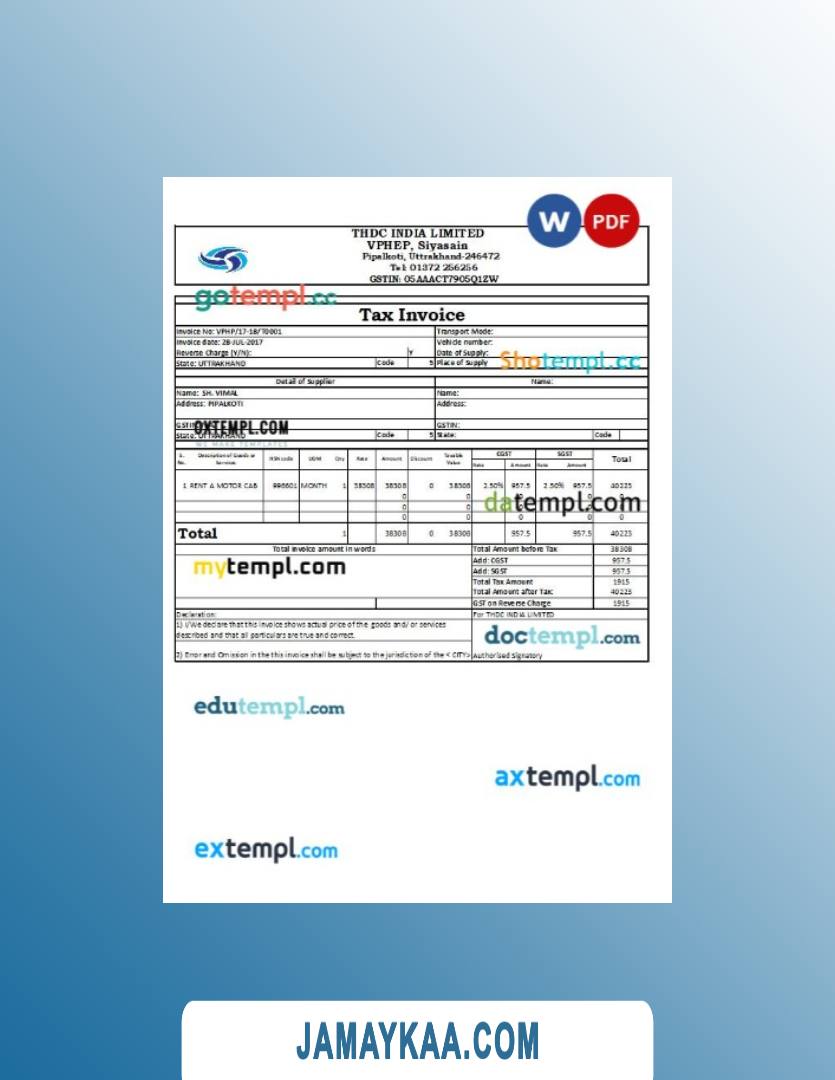 W PDF
THDC INDIA LIMITED
VPHEP, Siyasain
Pipalkoti, Uttrakhand-246472
Tel: 01372 256256
GSTIN: 05AAACT7905Q1ZW
gotempl.cc
Tax Invoice
Invoice No: VPHP/17-18/T0001 Transport Mode:
Invoice date: 28-JUL-2017 Vehicle number:
Reverse Charge (Y/N): Y Date of Supply:
Shotempl.cc
State: UTTRAKHAND Code 5 Place of Supply
Detail of Supplier Name:
Name: SH. VIMAL Name:
Address: PIPALKOTI Address:
OXTEMPL.COM
WE MAKE TEMPLATES
GSTIN: GSTIN:
State: UTTRAKHAND Code 5 State: Code
S. No. Description of Goods or Services HSN code UOM Qty Rate Amount Discount Taxable Value CGST SGST Total
Rate Amount Rate Amount
1 RENT A MOTOR CAB 996601 MONTH 1 38308 38308 0 38308 2.50% 957.5 2.50% 957.5 40223
0 0 0 0 0
datempl.com
0 0 0 0
0 0 0 0 0
Total 1 38308 0 38308 957.5 957.5 40223
Total invoice amount in words Total Amount before Tax 38308
Add: CGST 957.5
mytempl.com
Add: SGST 957.5
Total Tax Amount 1915
Total Amount after Tax: 40223
GST on Reverse Charge 1915
Declaration: For THDC INDIA LIMITED
1) I/We declare that this invoice shows actual price of the goods and/ or services
described and that all particulars are true and correct.
doctempl.com
2) Error and Omission in the this invoice shall be subject to the jurisdiction of the < CITY> Authorised Signatory
edutempl.com
axtempl.com
extempl.com
JAMAYKAA.COM